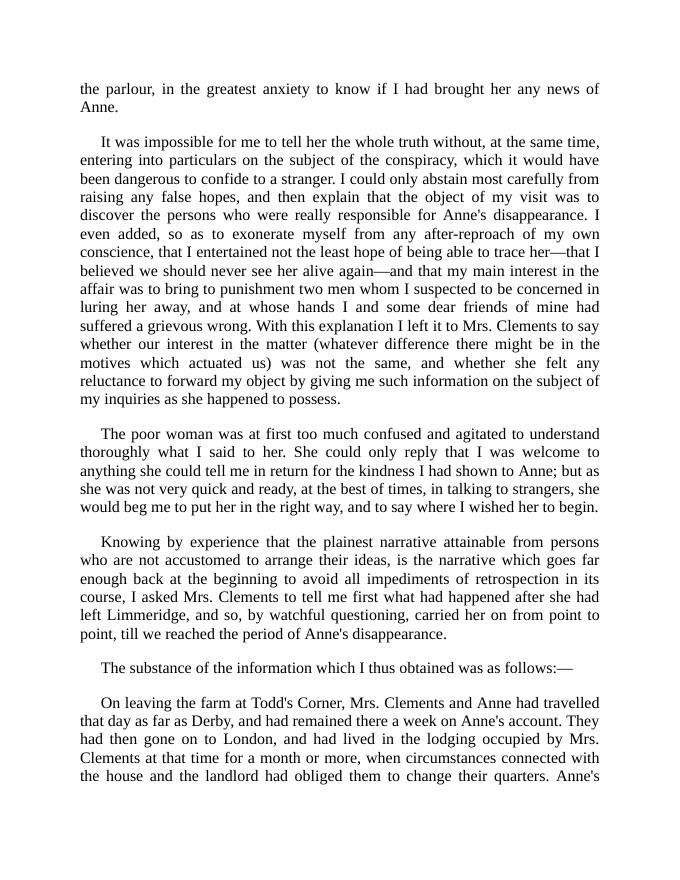 the parlour, in the greatest anxiety to know if I had brought her any news of
Anne.
It was impossible for me to tell her the whole truth without, at the same time,
entering into particulars on the subject of the conspiracy, which it would have
been dangerous to confide to a stranger. I could only abstain most carefully from
raising any false hopes, and then explain that the object of my visit was to
discover the persons who were really responsible for Anne's disappearance. I
even added, so as to exonerate myself from any after-reproach of my own
conscience, that I entertained not the least hope of being able to trace her—that I
believed we should never see her alive again—and that my main interest in the
affair was to bring to punishment two men whom I suspected to be concerned in
luring her away, and at whose hands I and some dear friends of mine had
suffered a grievous wrong. With this explanation I left it to Mrs. Clements to say
whether our interest in the matter (whatever difference there might be in the
motives which actuated us) was not the same, and whether she felt any
reluctance to forward my object by giving me such information on the subject of
my inquiries as she happened to possess.
The poor woman was at first too much confused and agitated to understand
thoroughly what I said to her. She could only reply that I was welcome to
anything she could tell me in return for the kindness I had shown to Anne; but as
she was not very quick and ready, at the best of times, in talking to strangers, she
would beg me to put her in the right way, and to say where I wished her to begin.
Knowing by experience that the plainest narrative attainable from persons
who are not accustomed to arrange their ideas, is the narrative which goes far
enough back at the beginning to avoid all impediments of retrospection in its
course, I asked Mrs. Clements to tell me first what had happened after she had
left Limmeridge, and so, by watchful questioning, carried her on from point to
point, till we reached the period of Anne's disappearance.
The substance of the information which I thus obtained was as follows:—
On leaving the farm at Todd's Corner, Mrs. Clements and Anne had travelled
that day as far as Derby, and had remained there a week on Anne's account. They
had then gone on to London, and had lived in the lodging occupied by Mrs.
Clements at that time for a month or more, when circumstances connected with
the house and the landlord had obliged them to change their quarters. Anne's